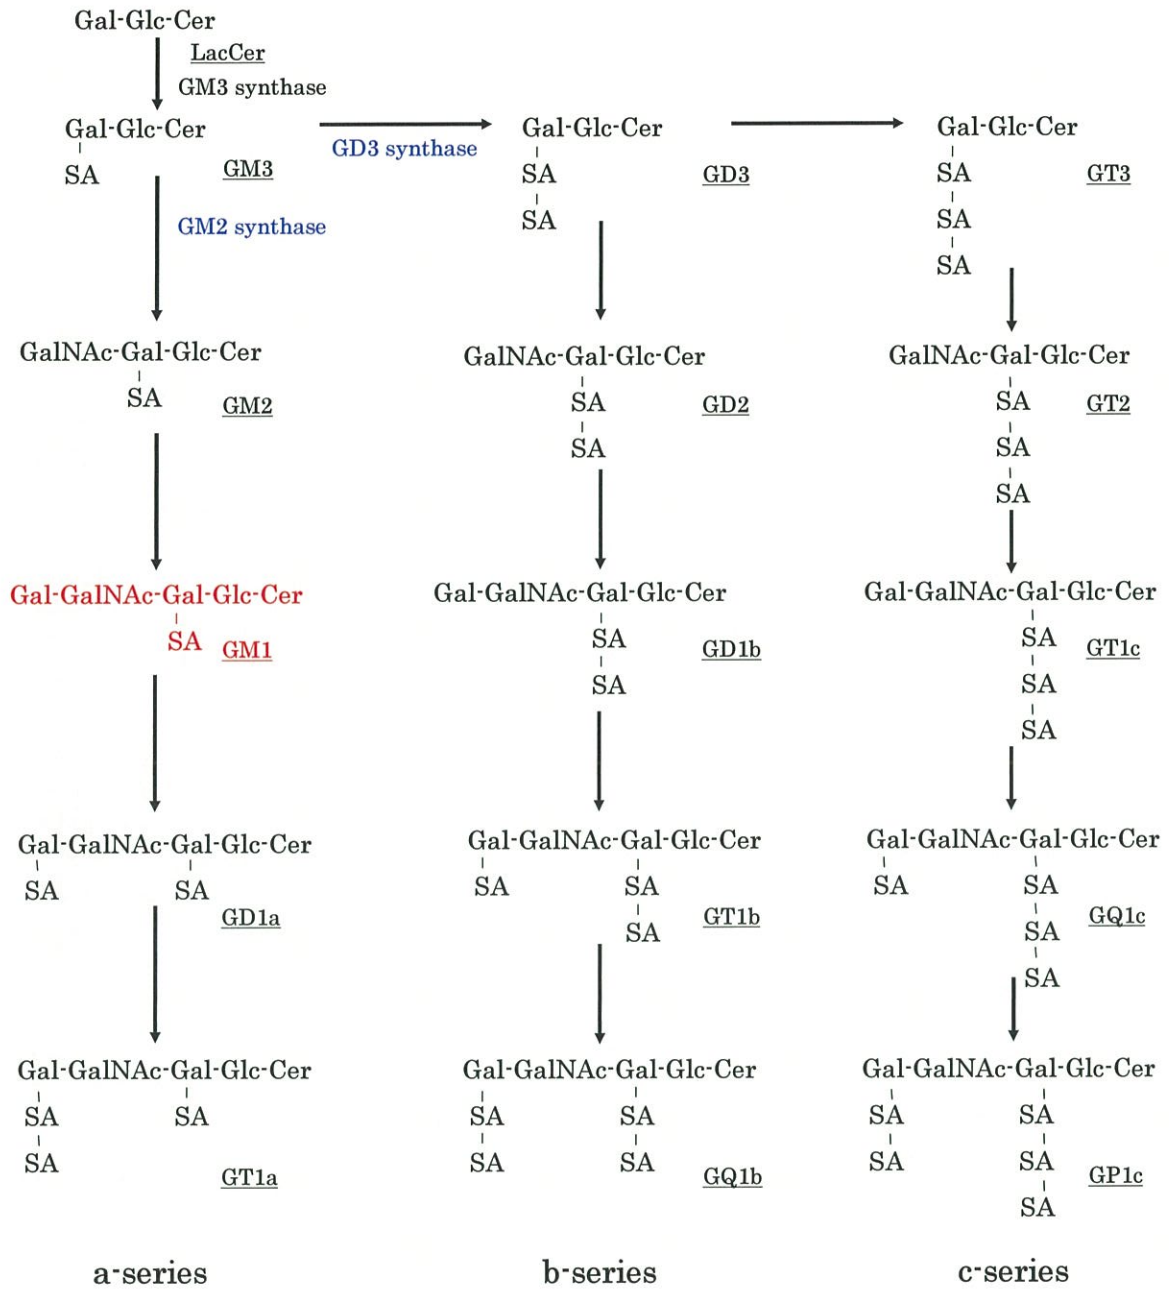 Gal-Glc-Cer
LacCer
GM3 synthase
Gal-Glc-Cer
SA
GM3
GD3 synthase
Gal-Glc-Cer
SA
SA
GD3
Gal-Glc-Cer
SA
SA
SA
GT3
GM2 synthase
GalNAc-Gal-Glc-Cer
SA
GM2
GalNAc-Gal-Glc-Cer
SA
SA
GD2
GalNAc-Gal-Glc-Cer
SA
SA
SA
GT2
Gal-GalNAc-Gal-Glc-Cer
SA
GM1
Gal-GalNAc-Gal-Glc-Cer
SA
SA
GD1b
Gal-GalNAc-Gal-Glc-Cer
SA
SA
SA
GT1c
Gal-GalNAc-Gal-Glc-Cer
SA SA
GD1a
Gal-GalNAc-Gal-Glc-Cer
SA SA
SA
GT1b
Gal-GalNAc-Gal-Glc-Cer
SA SA
SA
SA
GQ1c
Gal-GalNAc-Gal-Glc-Cer
SA SA
SA
GT1a
Gal-GalNAc-Gal-Glc-Cer
SA SA
SA SA
GQ1b
Gal-GalNAc-Gal-Glc-Cer
SA SA
SA SA
SA
GP1c
a-series
b-series
c-series